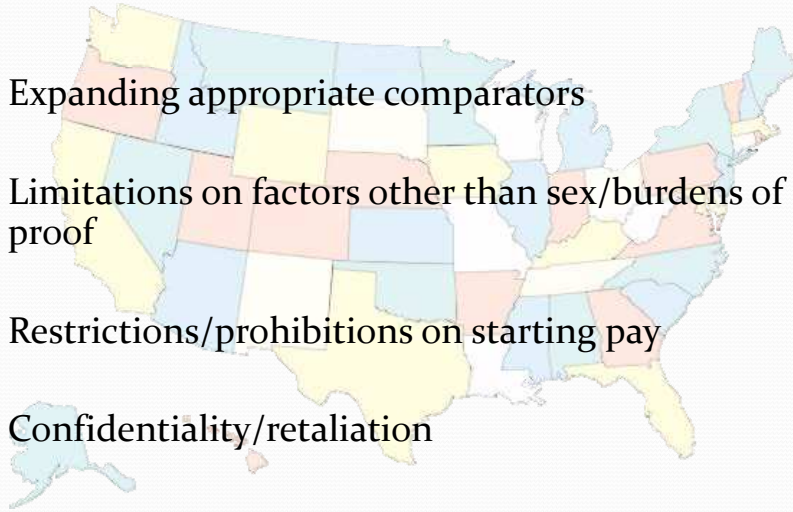 Expanding appropriate comparators
Limitations on factors other than sex/burdens of
proof
Restrictions/prohibitions on starting pay
Confidentiality/retaliation